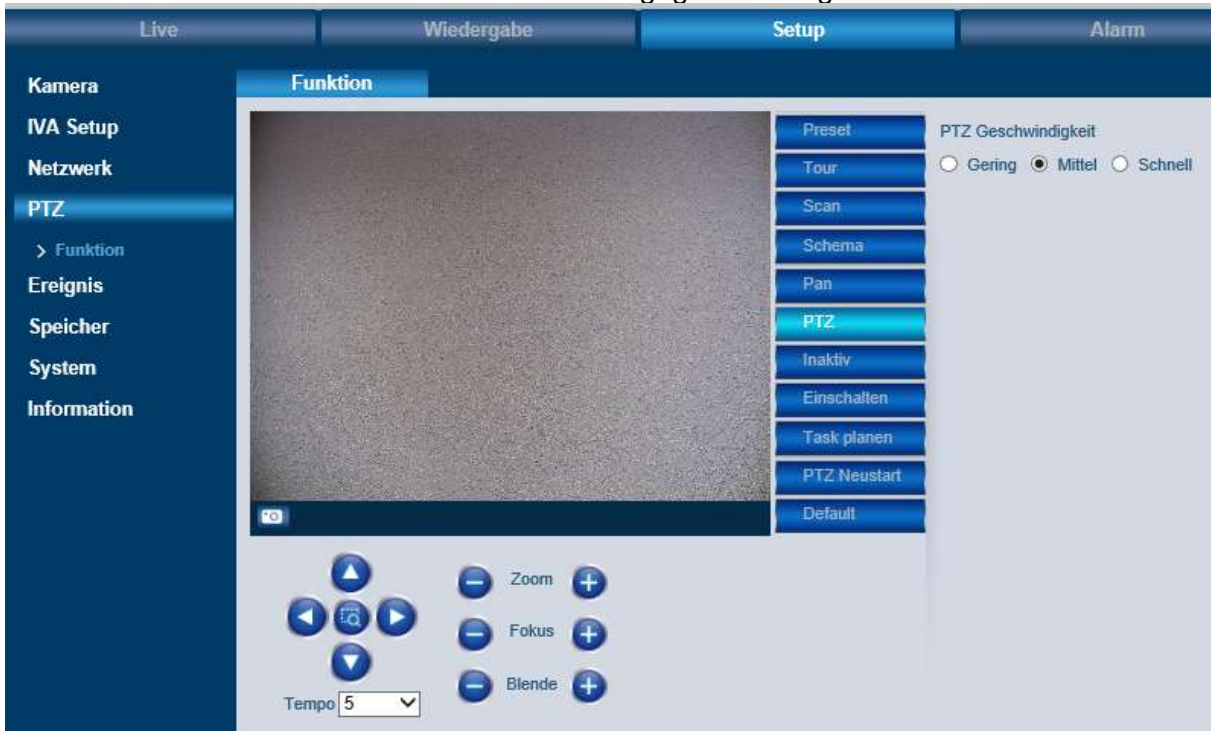 Live
Wiedergabe
Setup
Alarm
Kamera
IVA Setup
Netzwerk
PTZ
> Funktion
Ereignis
Speicher
System
Information
Funktion
Preset
Tour
Scan
Schema
Pan
PTZ
Inaktiv
Einschalten
Task planen
PTZ Neustart
Default
PTZ Geschwindigkeit
Gering Mittel Schnell
Zoom
Fokus
Blende
Tempo 5